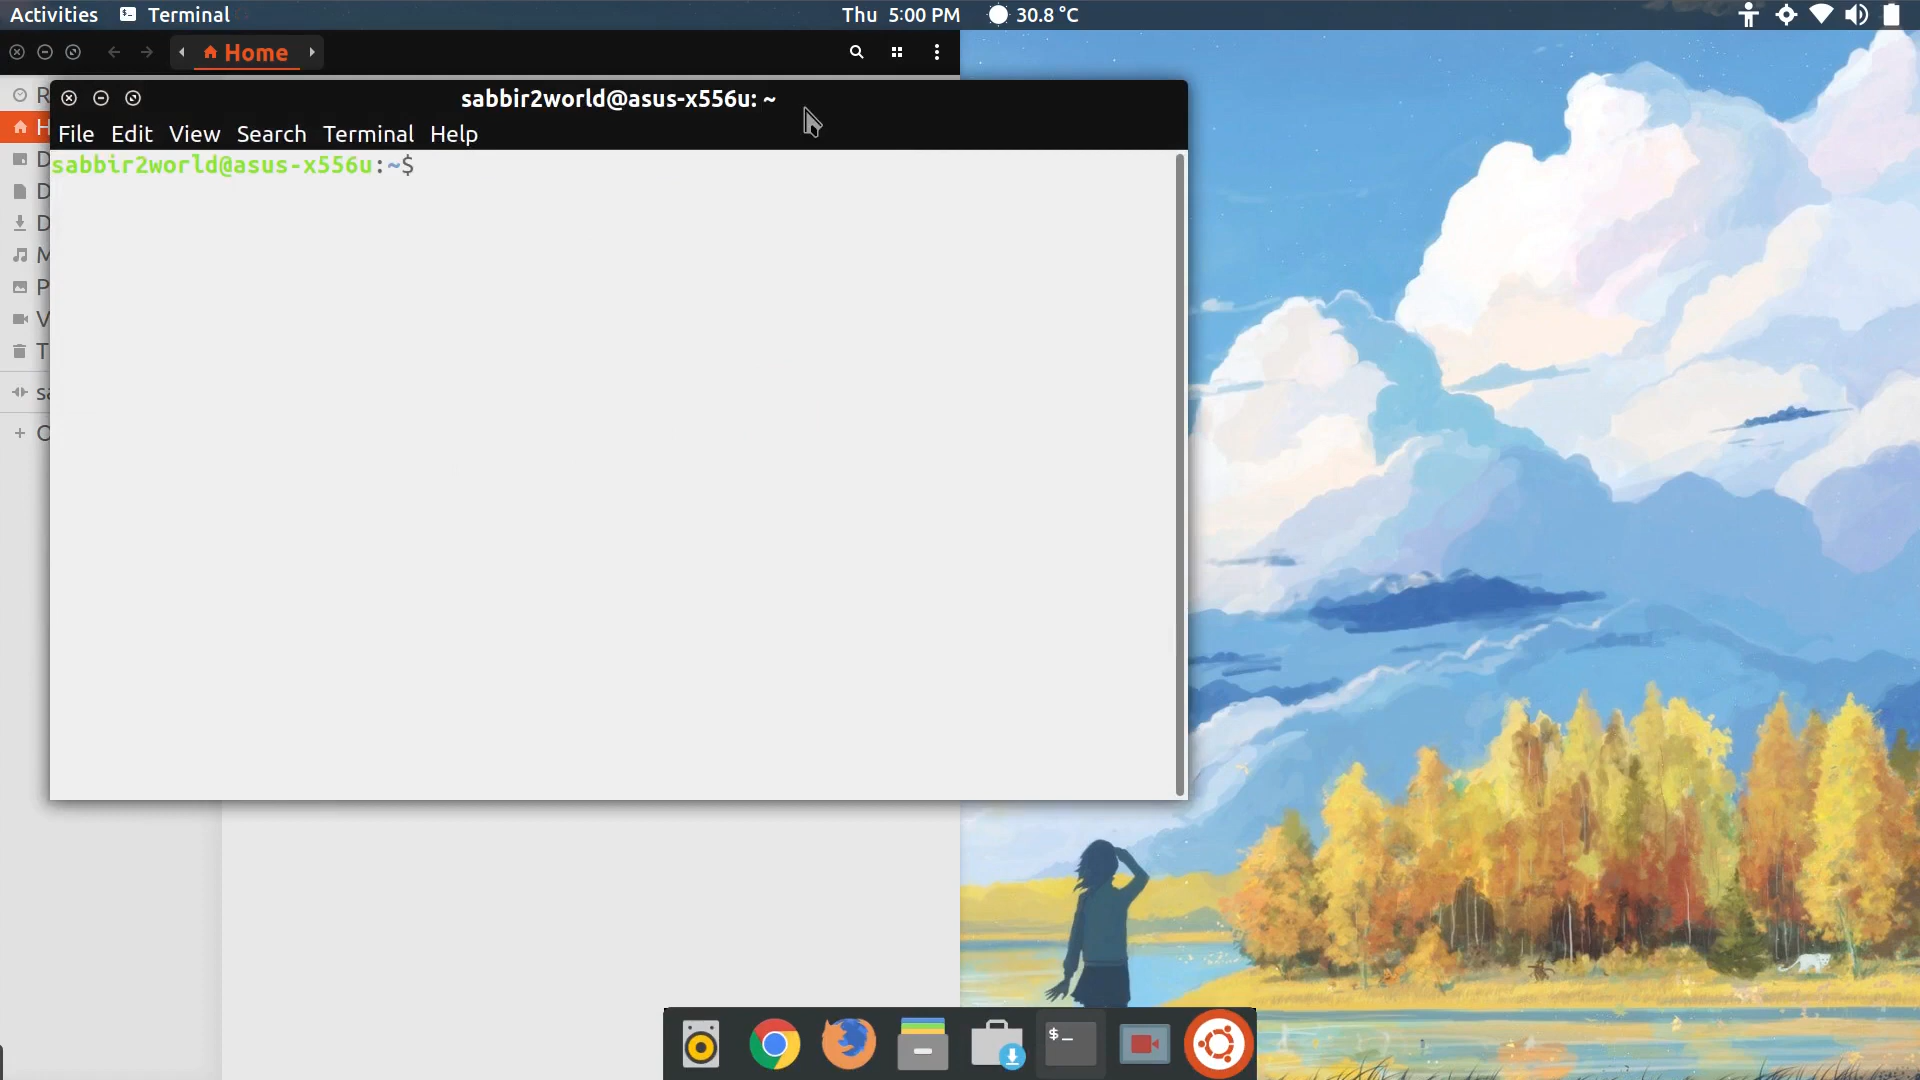 Activities Terminal Thu 5:00 PM 30.8 °C
Home
sabbir2world@asus-x556u: ~
File Edit View Search Terminal Help
sabbir2world@asus-x556u:~$
R
H
D
D
D
M
P
V
T
sa
O
$_